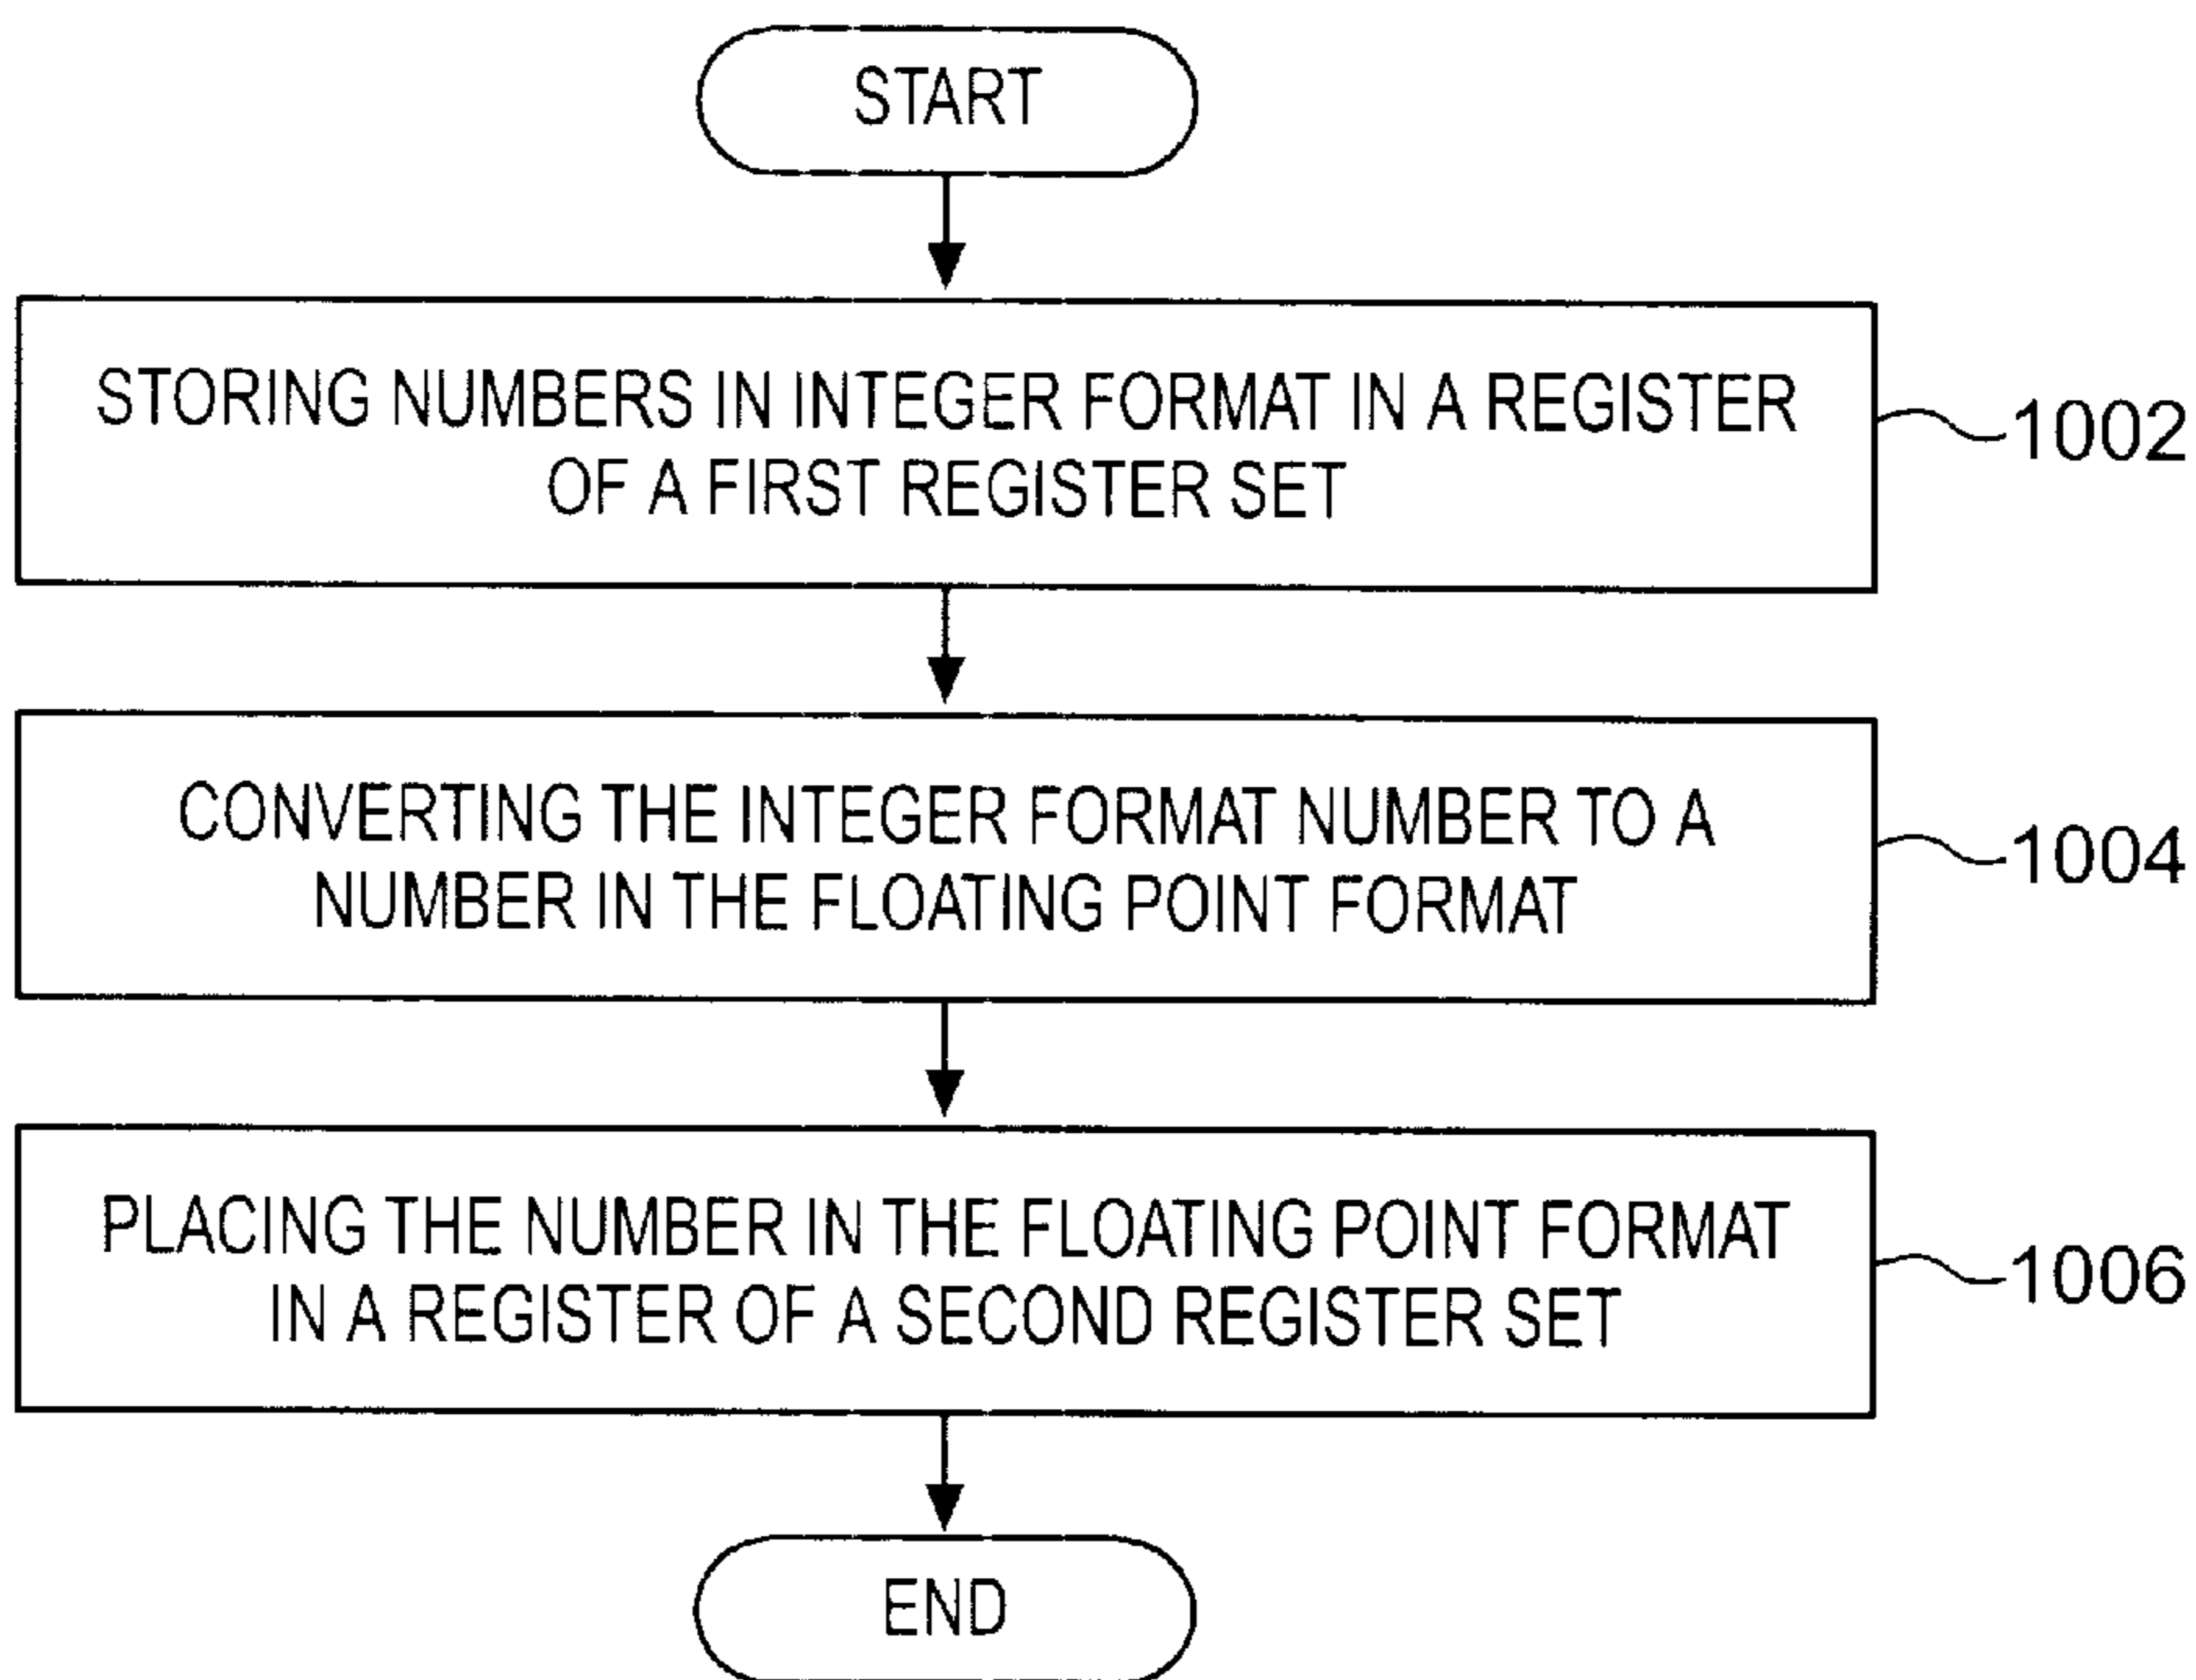 START
STORING NUMBERS IN INTEGER FORMAT IN A REGISTER
OF A FIRST REGISTER SET
1002
CONVERTING THE INTEGER FORMAT NUMBER TO A
NUMBER IN THE FLOATING POINT FORMAT
1004
PLACING THE NUMBER IN THE FLOATING POINT FORMAT
IN A REGISTER OF A SECOND REGISTER SET
1006
END